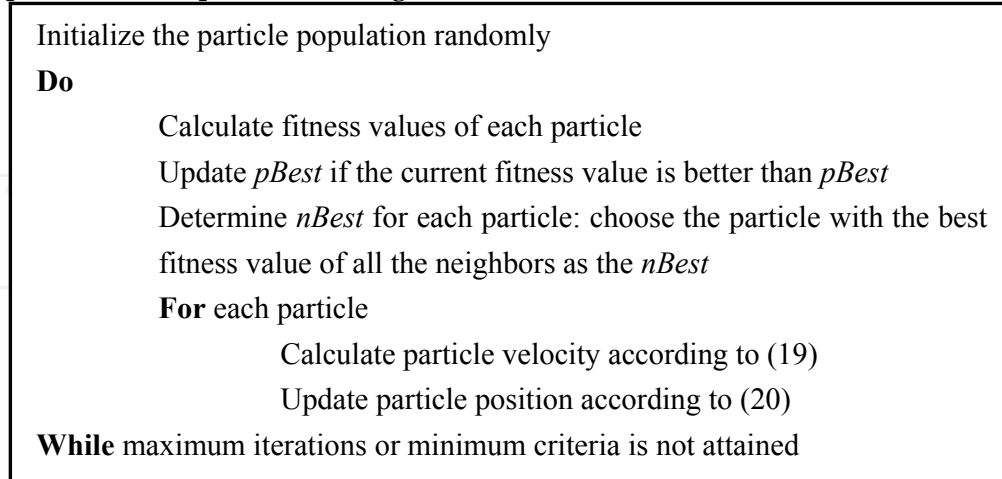 Initialize the particle population randomly
Do
Calculate fitness values of each particle
Update pBest if the current fitness value is better than pBest
Determine nBest for each particle: choose the particle with the best
fitness value of all the neighbors as the nBest
For each particle
Calculate particle velocity according to (19)
Update particle position according to (20)
While maximum iterations or minimum criteria is not attained